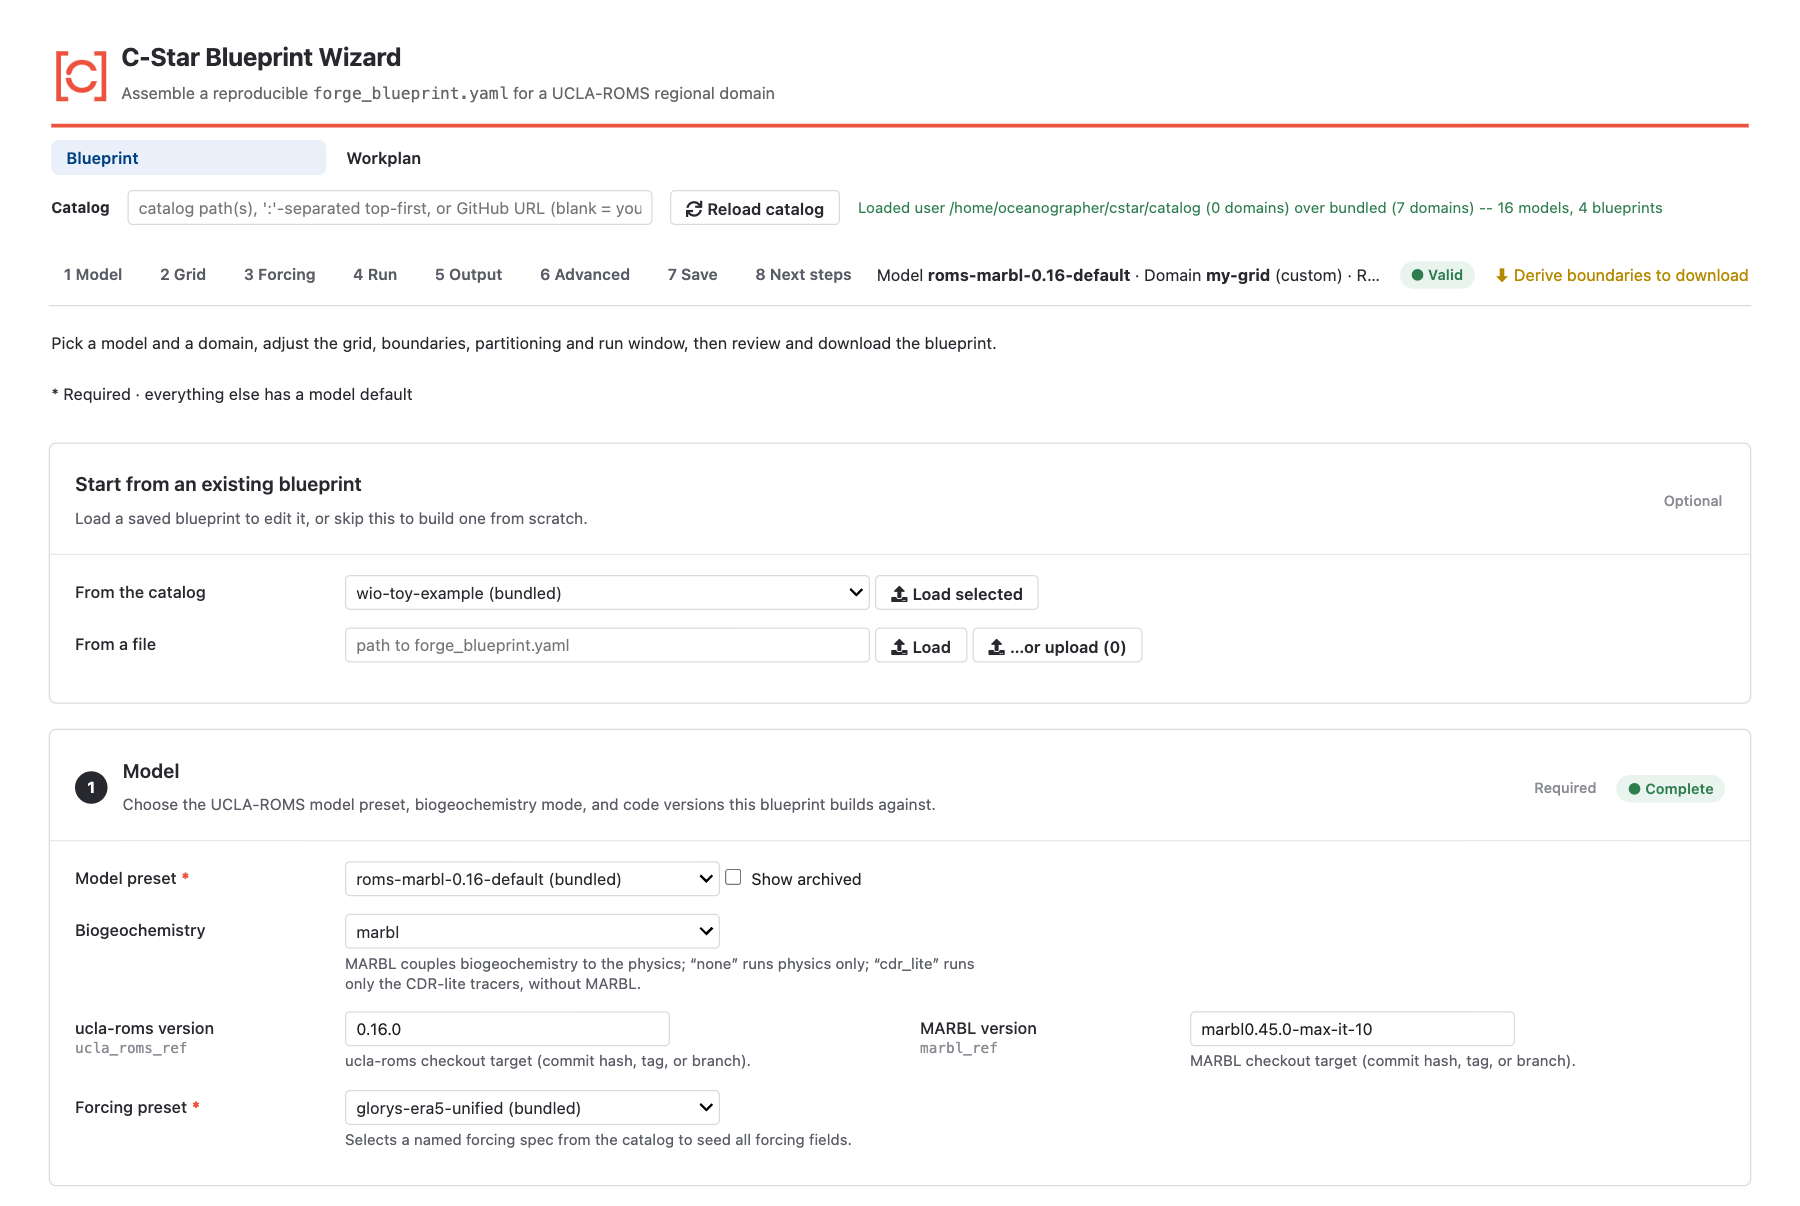 C-Star Blueprint Wizard
Assemble a reproducible forge_blueprint.yaml for a UCLA-ROMS regional domain
Blueprint Workplan
Catalog catalog path(s), ':'-separated top-first, or GitHub URL (blank = you Reload catalog Loaded user /home/oceanographer/cstar/catalog (0 domains) over bundled (7 domains) -- 16 models, 4 blueprints
1 Model 2 Grid 3 Forcing 4 Run 5 Output 6 Advanced 7 Save 8 Next steps Model roms-marbl-0.16-default · Domain my-grid (custom) · R... Valid Derive boundaries to download
Pick a model and a domain, adjust the grid, boundaries, partitioning and run window, then review and download the blueprint.
* Required · everything else has a model default
Start from an existing blueprint
Load a saved blueprint to edit it, or skip this to build one from scratch.
Optional
From the catalog wio-toy-example (bundled) Load selected
From a file path to forge_blueprint.yaml Load ...or upload (0)
1 Model
Choose the UCLA-ROMS model preset, biogeochemistry mode, and code versions this blueprint builds against.
Required Complete
Model preset * roms-marbl-0.16-default (bundled) Show archived
Biogeochemistry marbl
MARBL couples biogeochemistry to the physics; “none” runs physics only; “cdr_lite” runs
only the CDR-lite tracers, without MARBL.
ucla-roms version 0.16.0 MARBL version marbl0.45.0-max-it-10
ucla_roms_ref marbl_ref
ucla-roms checkout target (commit hash, tag, or branch). MARBL checkout target (commit hash, tag, or branch).
Forcing preset * glorys-era5-unified (bundled)
Selects a named forcing spec from the catalog to seed all forcing fields.